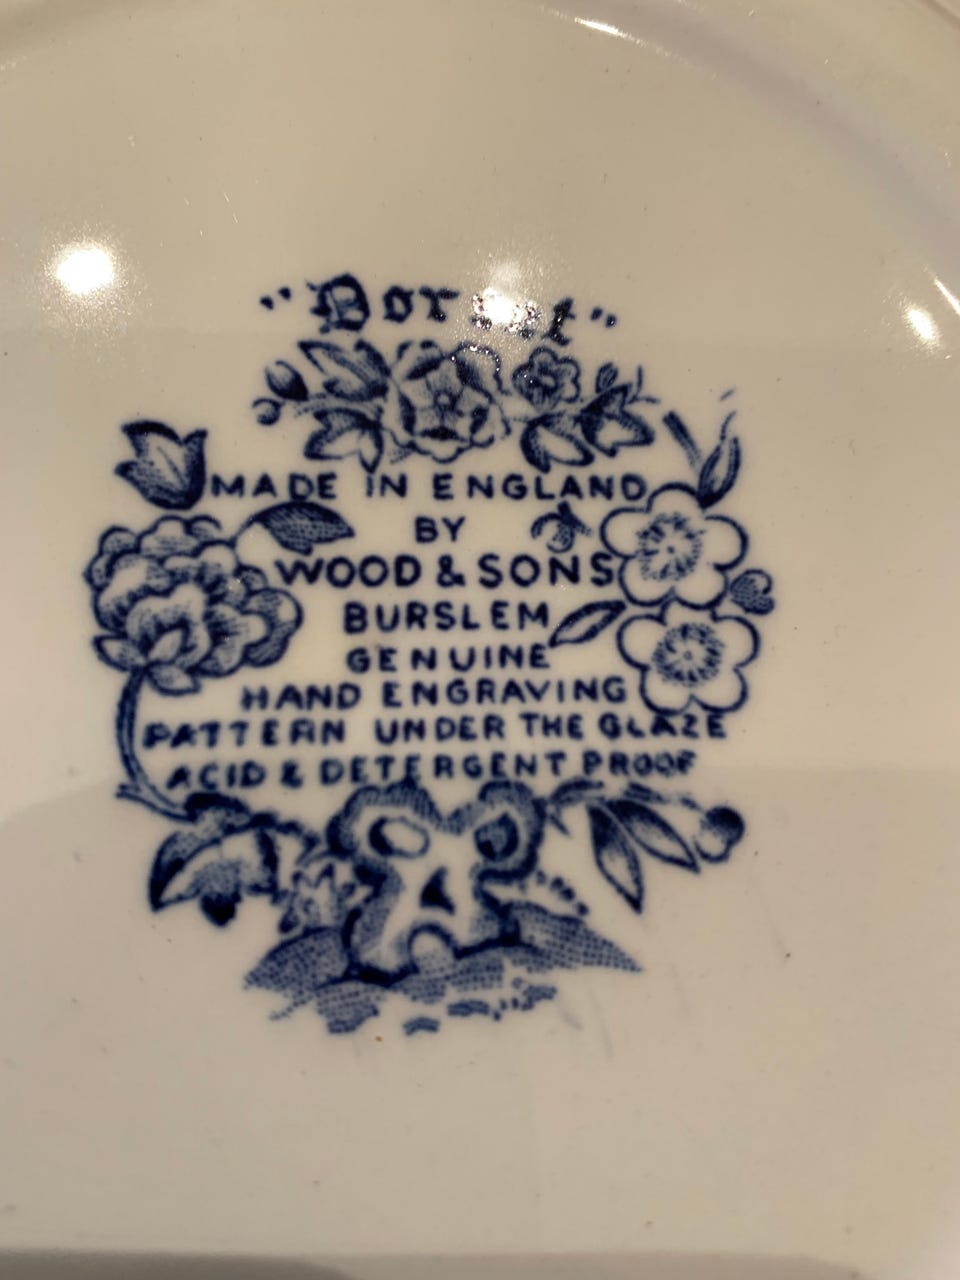 "Dorset"
MADE IN ENGLAND
BY
WOOD & SONS
BURSLEM
GENUINE
HAND ENGRAVING
PATTERN UNDER THE GLAZE
ACID & DETERGENT PROOF